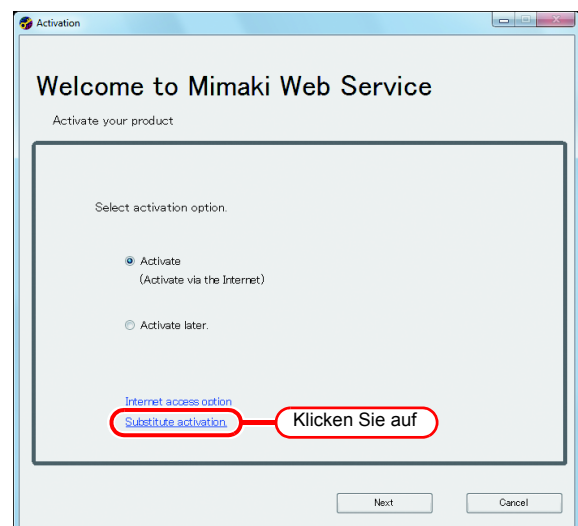 Activation
Welcome to Mimaki Web Service
Activate your product
Select activation option.
Activate
(Activate via the Internet)
Activate later.
Internet access option
Substitute activation.
Klicken Sie auf
Next
Cancel